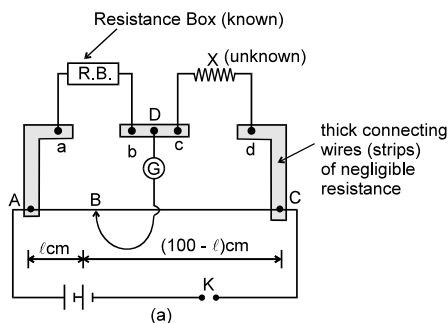 Resistance Box (known)
R.B.
X (unknown)
D
a
b
c
d
G
thick connecting
wires (strips)
of negligible
resistance
A
B
C
ℓcm
(100 - ℓ)cm
K
(a)